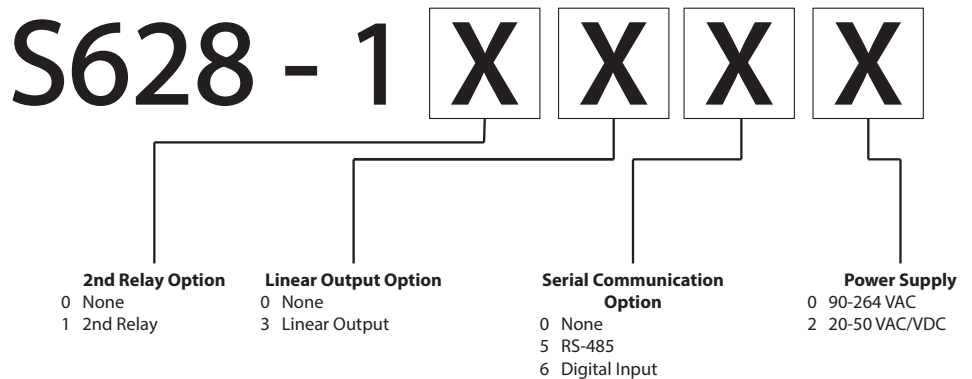 S628 - 1 X X X X
2nd Relay Option
0 None
1 2nd Relay
Linear Output Option
0 None
3 Linear Output
Serial Communication
Option
0 None
5 RS-485
6 Digital Input
Power Supply
0 90-264 VAC
2 20-50 VAC/VDC